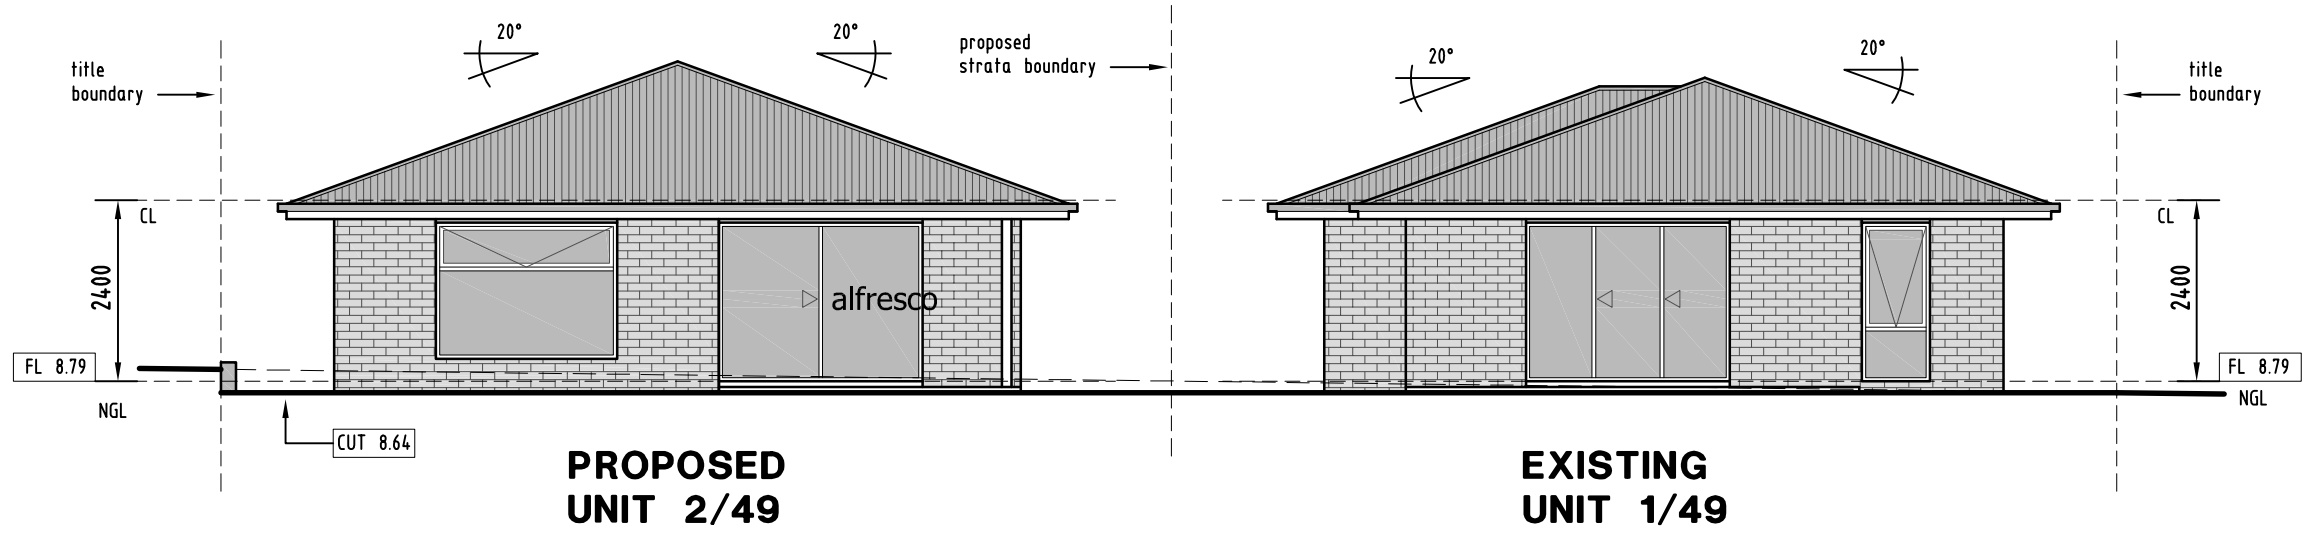 20°
20°
proposed
strata boundary
20°
20°
title
boundary
title
boundary
CL
CL
2400
2400
alfresco
FL 8.79
FL 8.79
NGL
NGL
CUT 8.64
PROPOSED
UNIT 2/49
EXISTING
UNIT 1/49